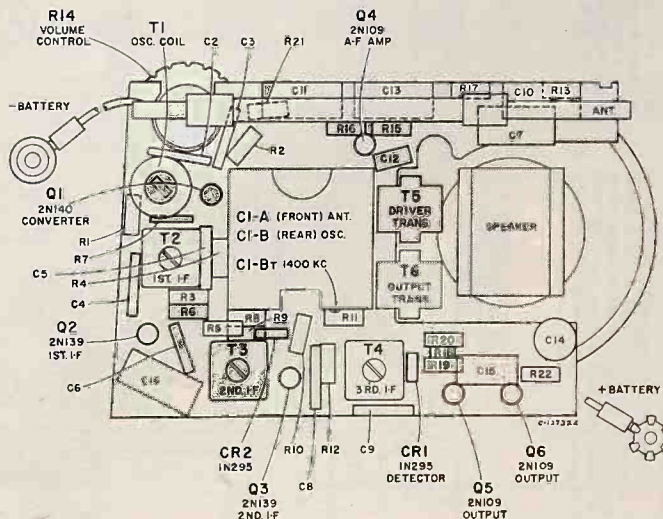 R14
VOLUME
CONTROL
T1
OSC. COIL
C2
C3
R21
Q4
2N109
A-F AMP
-BATTERY
C11
C13
R17
C10
R13
ANT.
R16
R15
C7
R2
C12
Q1
2N140
CONVERTER
R1
R7
C5
R4
C4
T2
1ST. I-F
C1-A (FRONT) ANT.
C1-B (REAR) OSC.
C1-BT 1400 KC
T5
DRIVER
TRANS.
T6
OUTPUT
TRANS.
SPEAKER
R3
R6
R8
R9
R5
R11
Q2
2N139
1ST. I-F
C6
C16
T3
2ND. I-F
T4
3RD. I-F
R20
R18
R19
C15
C14
R22
+BATTERY
CR2
1N295
Q3
2N139
2ND. I-F
R10
C8
R12
C9
CR1
1N295
DETECTOR
Q5
2N109
OUTPUT
Q6
2N109
OUTPUT